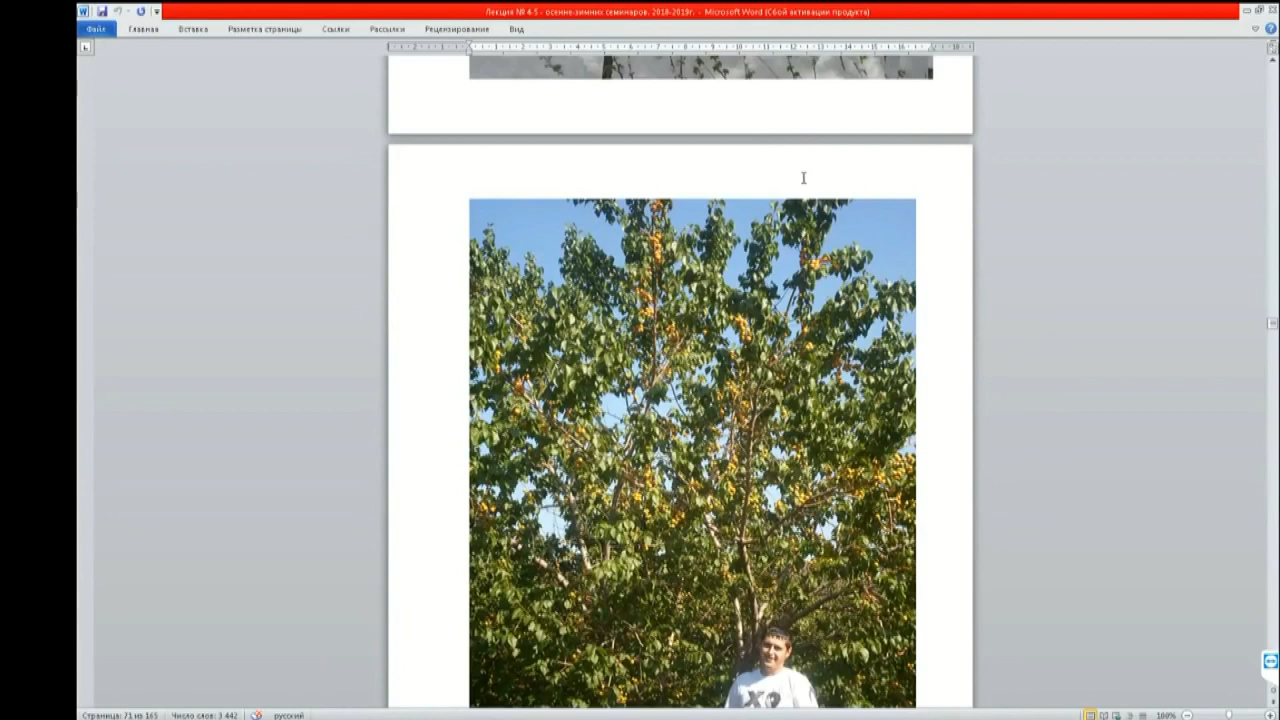 Лекция № 4-5 - осенне-зимних семинаров. 2018-2019г. - Microsoft Word (Сбой активации продукта)
Файл Главная Вставка Разметка страницы Ссылки Рассылки Рецензирование Вид
Страница: 71 из 165 Число слов: 3 442 русский 100%